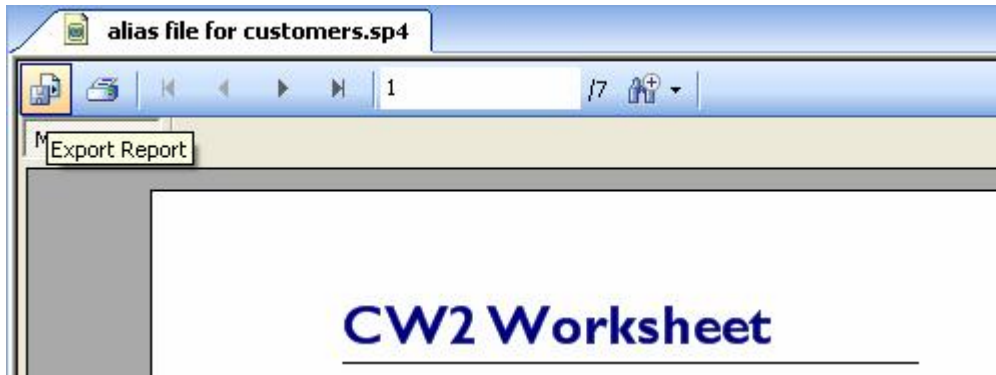 alias file for customers.sp4
1 /7
M
Export Report
CW2 Worksheet